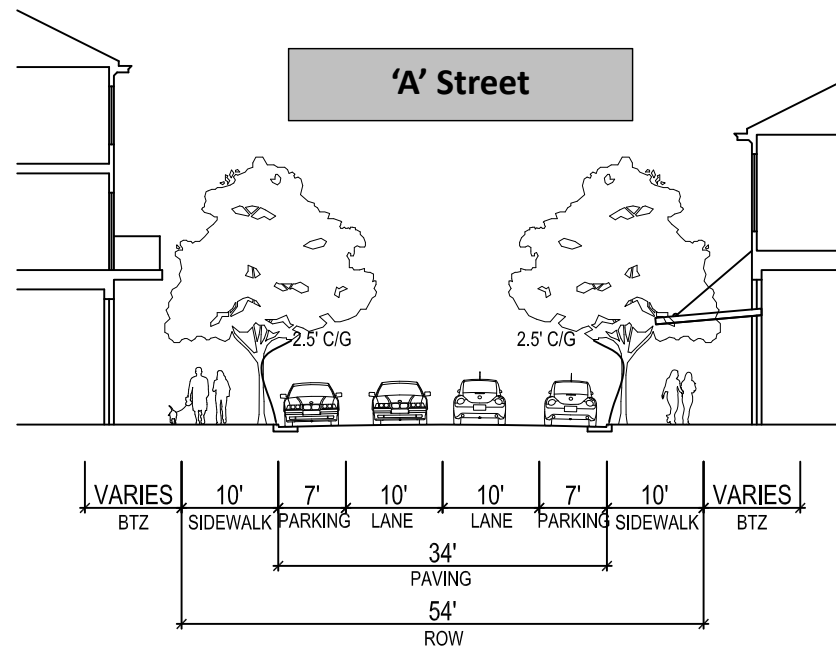 ‘A’ Street
2.5' C/G
2.5' C/G
VARIES 10' 7' 10' 10' 7' 10' VARIES
BTZ SIDEWALK PARKING LANE LANE PARKING SIDEWALK BTZ
34'
PAVING
54'
ROW